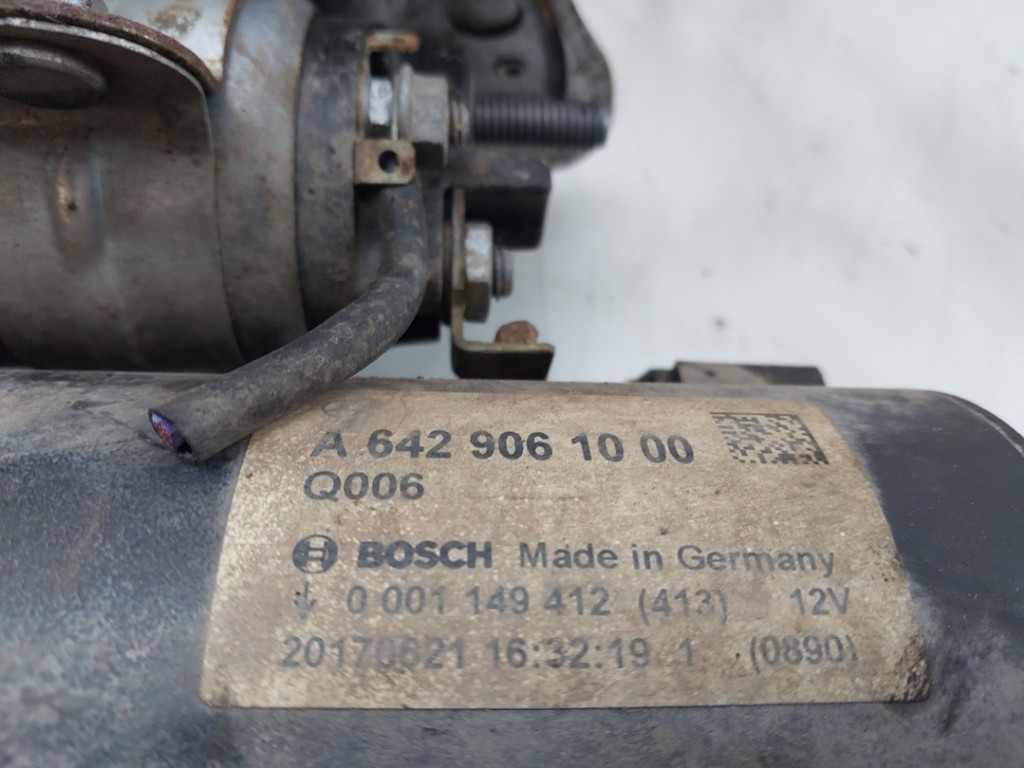 A 642 906 10 00
Q006
BOSCH Made in Germany
0 001 149 412 (413) 12V
20170621 16:32:19 1 (0890)